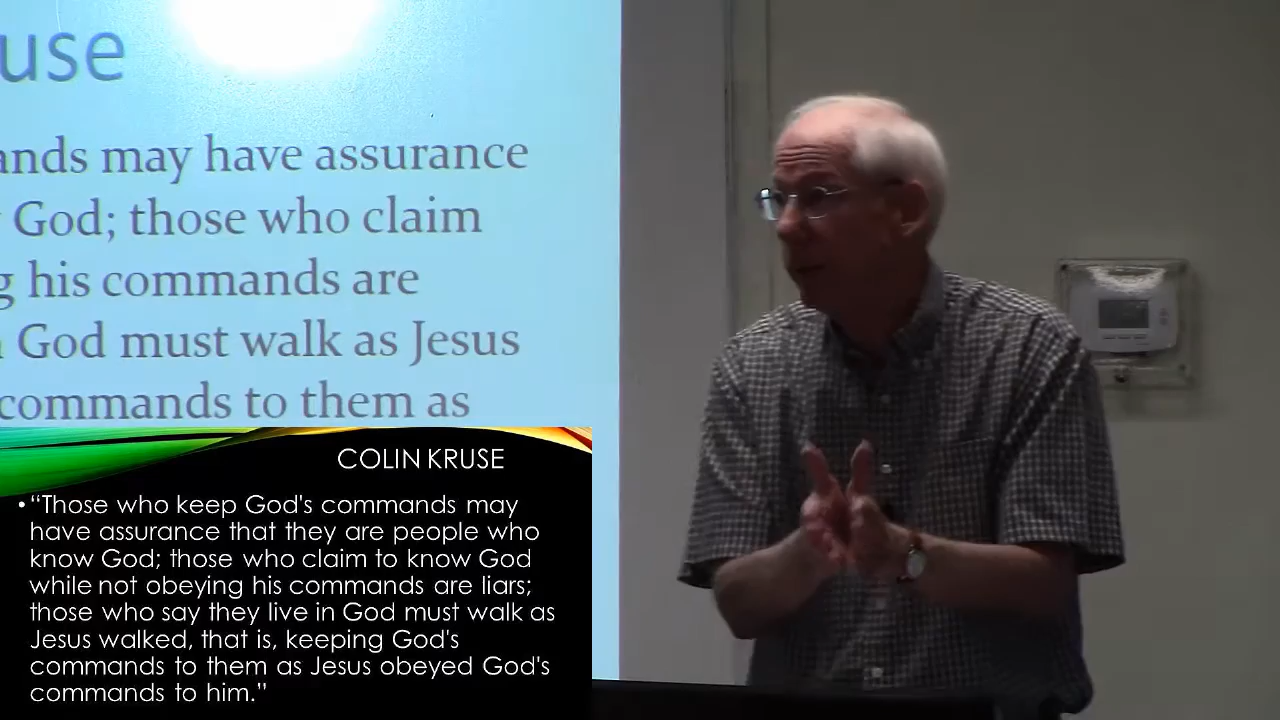 use
ands may have assurance
God; those who claim
g his commands are
God must walk as Jesus
commands to them as
COLIN KRUSE
•“Those who keep God's commands may
have assurance that they are people who
know God; those who claim to know God
while not obeying his commands are liars;
those who say they live in God must walk as
Jesus walked, that is, keeping God's
commands to them as Jesus obeyed God's
commands to him.”